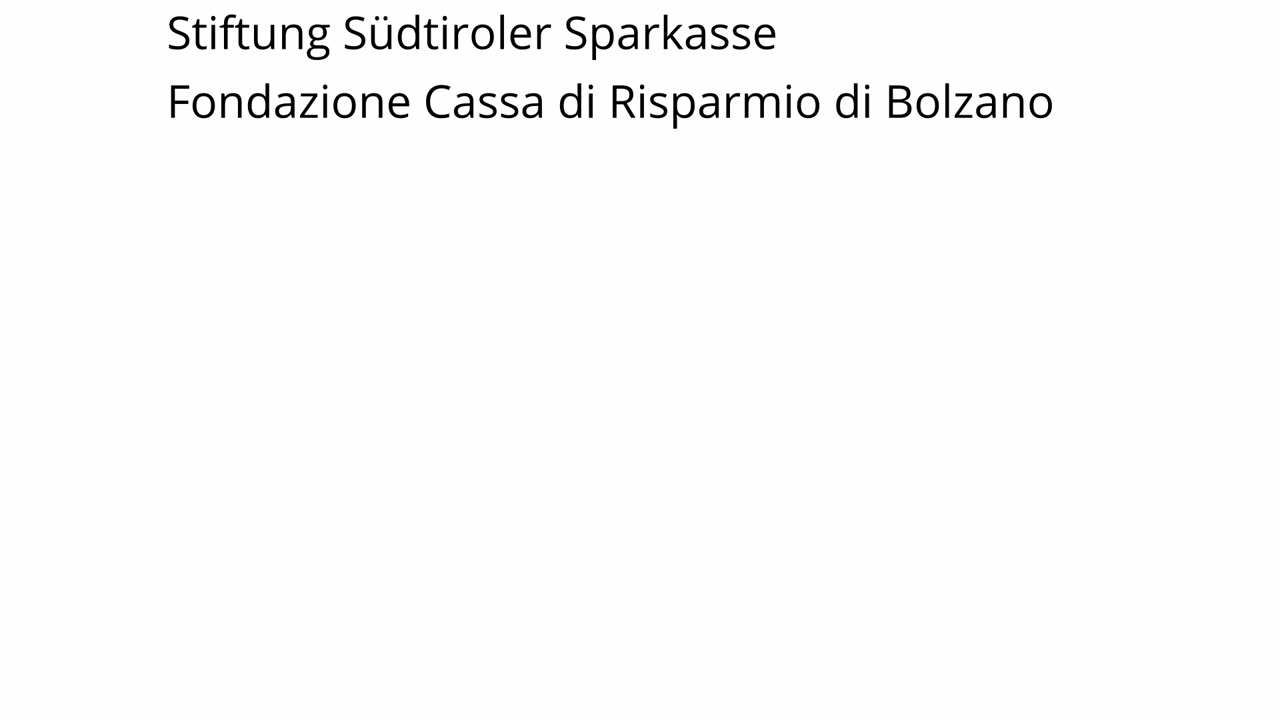 Stiftung Südtiroler Sparkasse
Fondazione Cassa di Risparmio di Bolzano